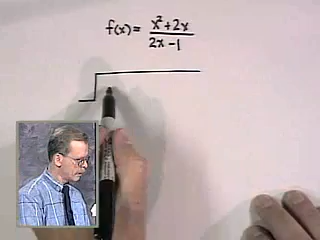 f(x) = x²+2x / 2x-1